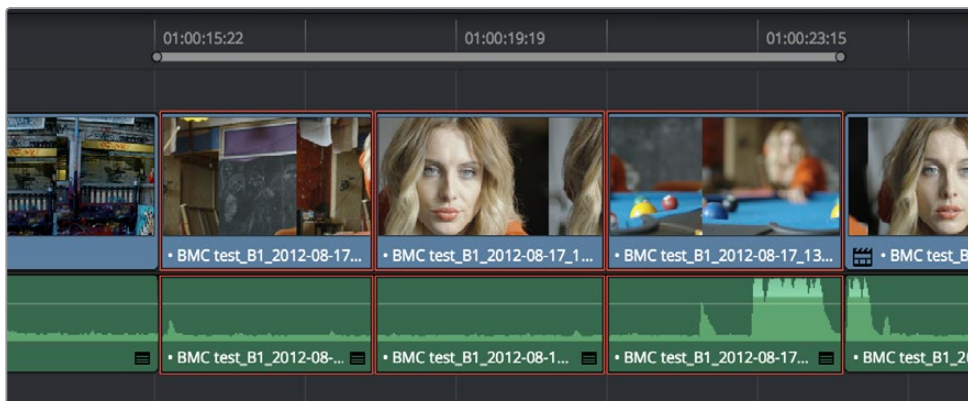 01:00:15:22
01:00:19:19
01:00:23:15
• BMC test_B1_2012-08-17...
• BMC test_B1_2012-08-17_1...
• BMC test_B1_2012-08-17_13...
• BMC test_B
• BMC test_B1_2012-08-...
• BMC test_B1_2012-08-1...
• BMC test_B1_2012-08-17...
• BMC test_B1_20